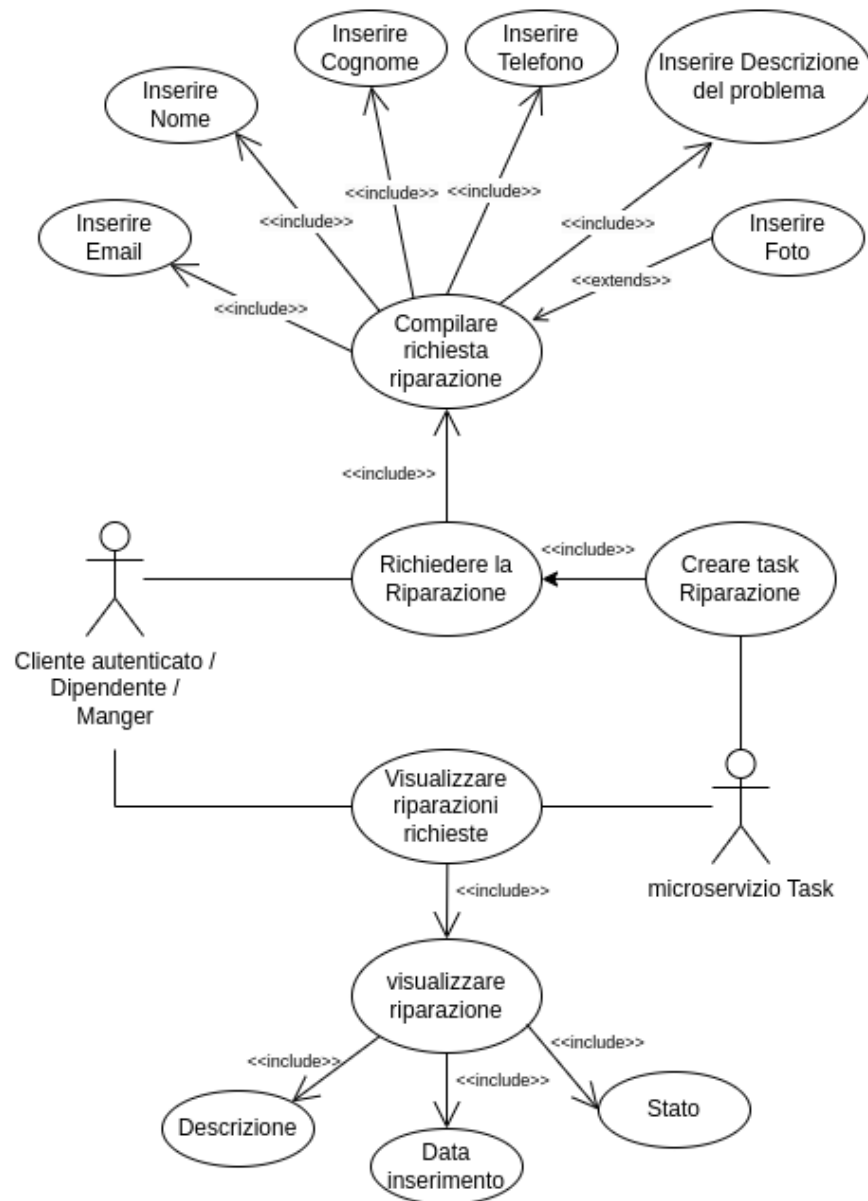 Inserire
Cognome
Inserire
Telefono
Inserire Descrizione
del problema
Inserire
Nome
<<include>>
<<include>>
<<include>>
<<include>>
Inserire
Email
Inserire
Foto
<<include>>
<<extends>>
Compilare
richiesta
riparazione
<<include>>
Richiedere la
Riparazione
<<include>>
Creare task
Riparazione
Cliente autenticato /
Dipendente /
Manger
Visualizzare
riparazioni
richieste
microservizio Task
<<include>>
visualizzare
riparazione
<<include>>
<<include>>
<<include>>
Descrizione
Data
inserimento
Stato